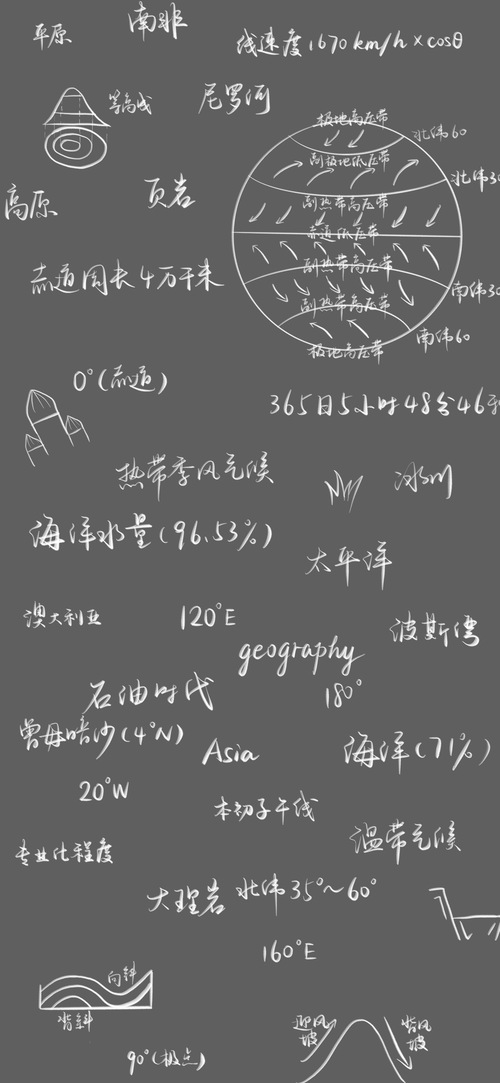 平原
南非
线速度1670 km/h × cosθ
等高线
尼罗河
极地高压带
北纬60
副极地低压带
北纬30
高原
页岩
副热带高压带
赤道低压带
副热带高压带
赤道周长4万千米
副热带高压带
南纬30
南纬60
极地高压带
0°(赤道)
365日5小时48分46秒
热带季风气候
冰川
海洋水量(96.53%)
太平洋
澳大利亚
120°E
波斯湾
geography
石油时代
180°
曾母暗沙(4°N)
Asia
海洋(71%)
20°W
本初子午线
温带气候
专业化程度
大理岩
北纬35°~60°
160°E
向斜
背斜
迎风坡
背风坡
90°(极点)